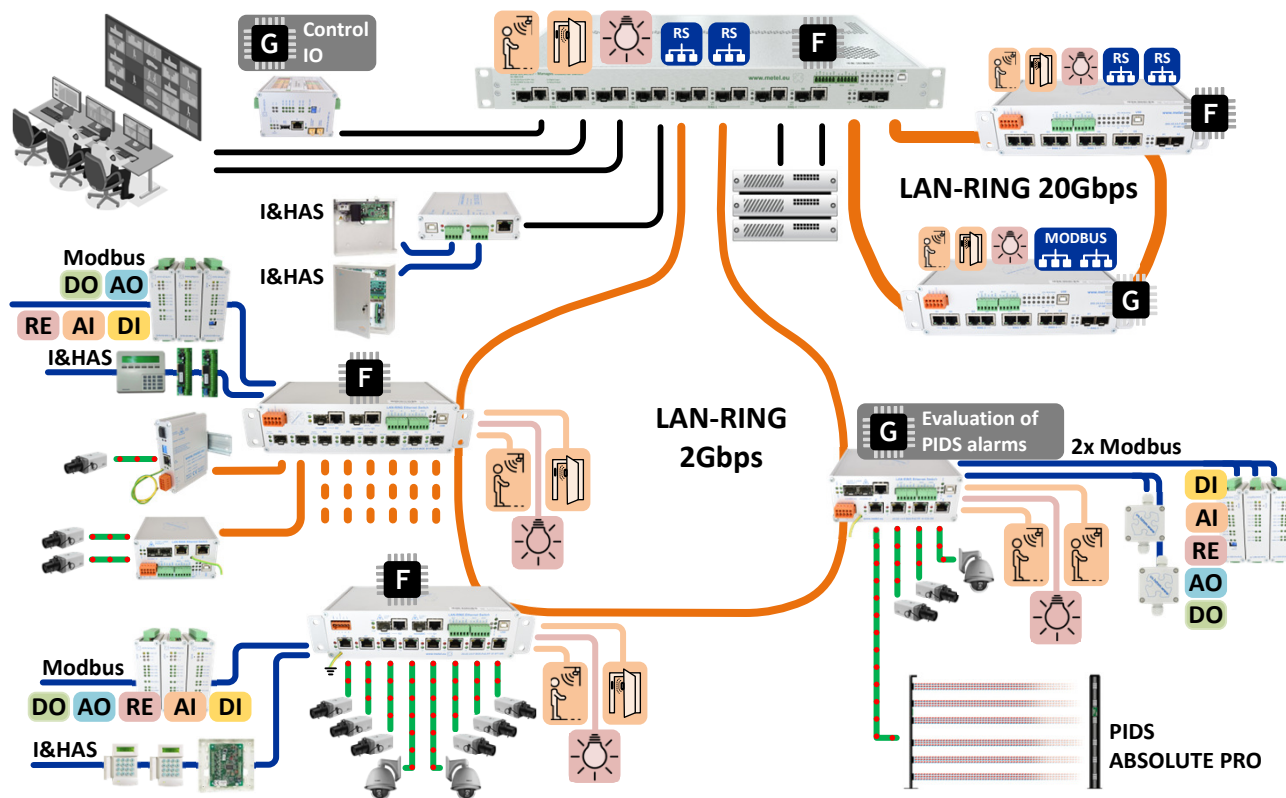 G
Control
IO
RS
RS
F
www.metel.eu
RS
RS
F
LAN-RING 20Gbps
MODBUS
G
I&HAS
I&HAS
Modbus
DO
AO
RE
AI
DI
I&HAS
F
LAN-RING
2Gbps
G
Evaluation of
PIDS alarms
2x Modbus
DI
AI
RE
AO
DO
F
Modbus
DO
AO
RE
AI
DI
I&HAS
PIDS
ABSOLUTE PRO